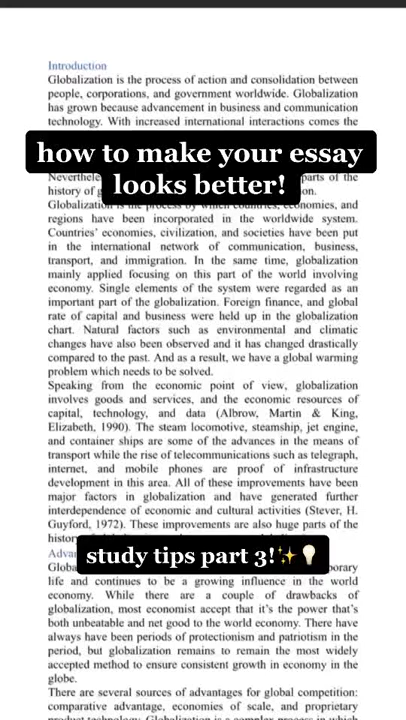 Introduction
Globalization is the process of action and consolidation between
people, corporations, and government worldwide. Globalization
has grown because advancement in business and communication
technology. With increased international interactions comes the
how to make your essay
looks better!
parts of the
history of
Globalization is the process by which countries, economies, and
regions have been incorporated in the worldwide system.
Countries' economies, civilization, and societies have been put
in the international network of communication, business,
transport, and immigration. In the same time, globalization
mainly applied focusing on this part of the world involving
economy. Single elements of the system were regarded as an
important part of the globalization. Foreign finance, and global
rate of capital and business were held up in the globalization
chart. Natural factors such as environmental and climatic
changes have also been observed and it has changed drastically
compared to the past. And as a result, we have a global warming
problem which needs to be solved.
Speaking from the economic point of view, globalization
involves goods and services, and the economic resources of
capital, technology, and data (Albrow, Martin & King,
Elizabeth, 1990). The steam locomotive, steamship, jet engine,
and container ships are some of the advances in the means of
transport while the rise of telecommunications such as telegraph,
internet, and mobile phones are proof of infrastructure
development in this area. All of these improvements have been
major factors in globalization and have generated further
interdependence of economic and cultural activities (Stever, H.
Guyford, 1972). These improvements are also huge parts of the
study tips part 3!✨💡
life and continues to be a growing influence in the world
economy. While there are a couple of drawbacks of
globalization, most economist accept that it's the power that's
both unbeatable and net good to the world economy. There have
always have been periods of protectionism and patriotism in the
period, but globalization remains to remain the most widely
accepted method to ensure consistent growth in economy in the
globe.
There are several sources of advantages for global competition:
comparative advantage, economies of scale, and proprietary
product technology. Globalization is a complex process in which